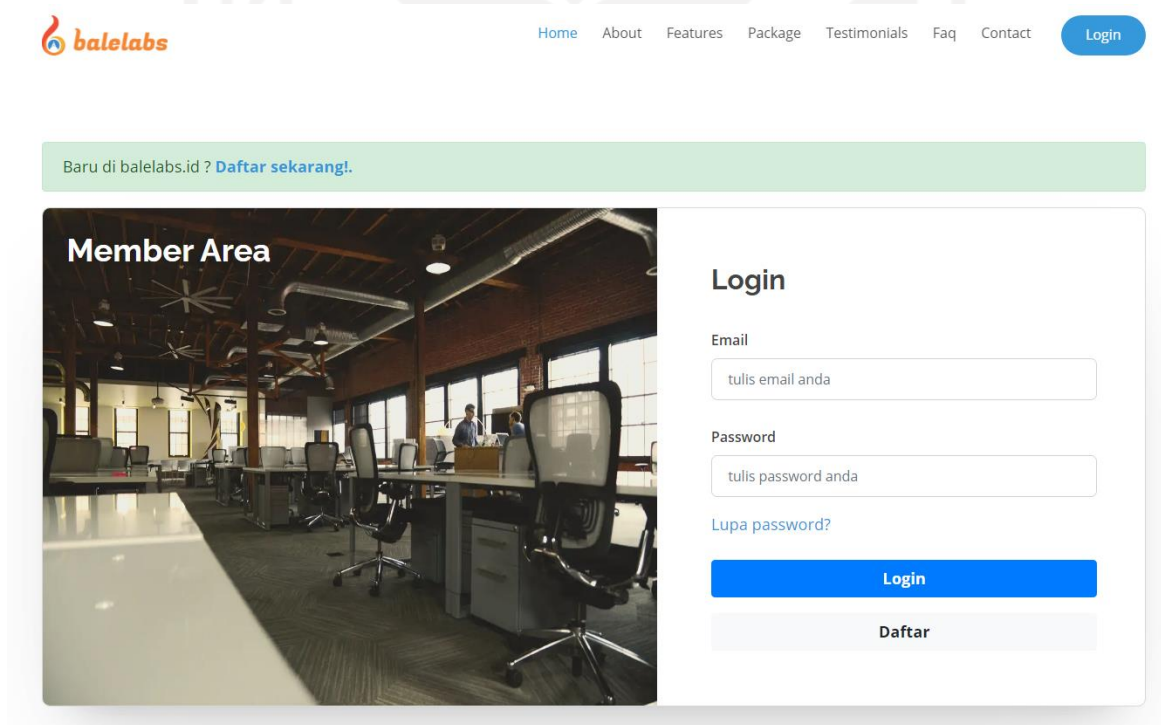 balelabs
Home About Features Package Testimonials Faq Contact Login
Baru di balelabs.id ? Daftar sekarang!.
Member Area
Login
Email
tulis email anda
Password
tulis password anda
Lupa password?
Login
Daftar